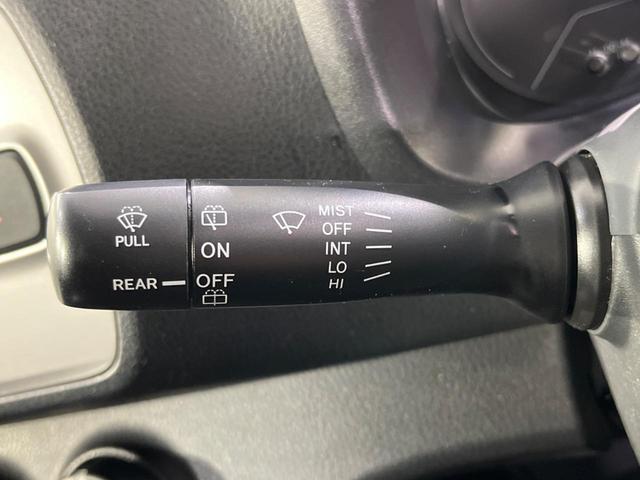 PULL
REAR
ON
OFF
MIST
OFF
INT
LO
HI